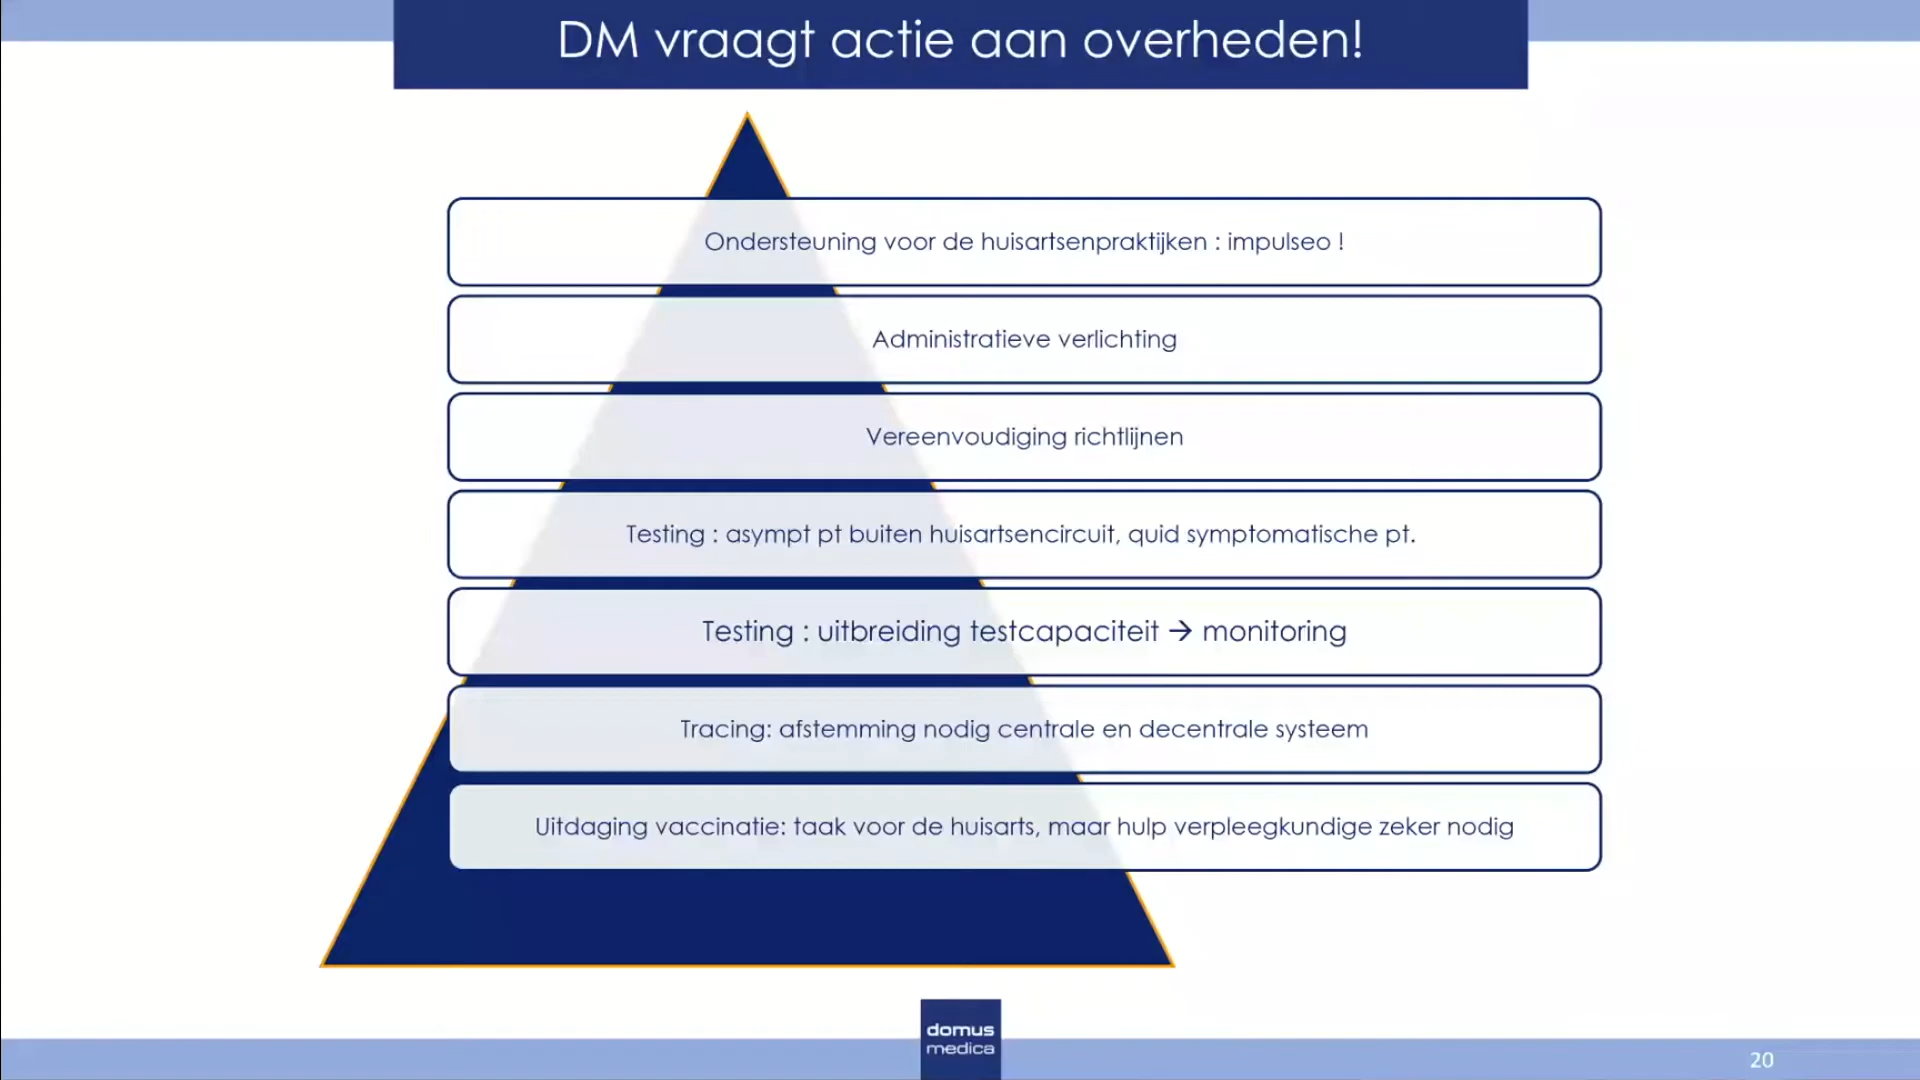 DM vraagt actie aan overheden!
Ondersteuning voor de huisartsenpraktijken : impulseo !
Administratieve verlichting
Vereenvoudiging richtlijnen
Testing : asympt pt buiten huisartsencircuit, quid symptomatische pt.
Testing : uitbreiding testcapaciteit → monitoring
Tracing: afstemming nodig centrale en decentrale systeem
Uitdaging vaccinatie: taak voor de huisarts, maar hulp verpleegkundige zeker nodig
domus
medica
20